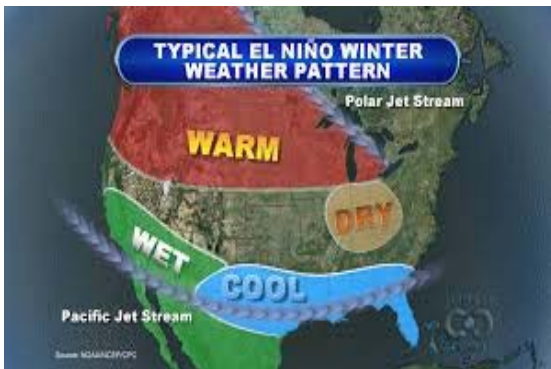 TYPICAL EL NIÑO WINTER
WEATHER PATTERN
Polar Jet Stream
WARM
DRY
WET
COOL
Pacific Jet Stream
Source: NOAA/NCEP/CPC